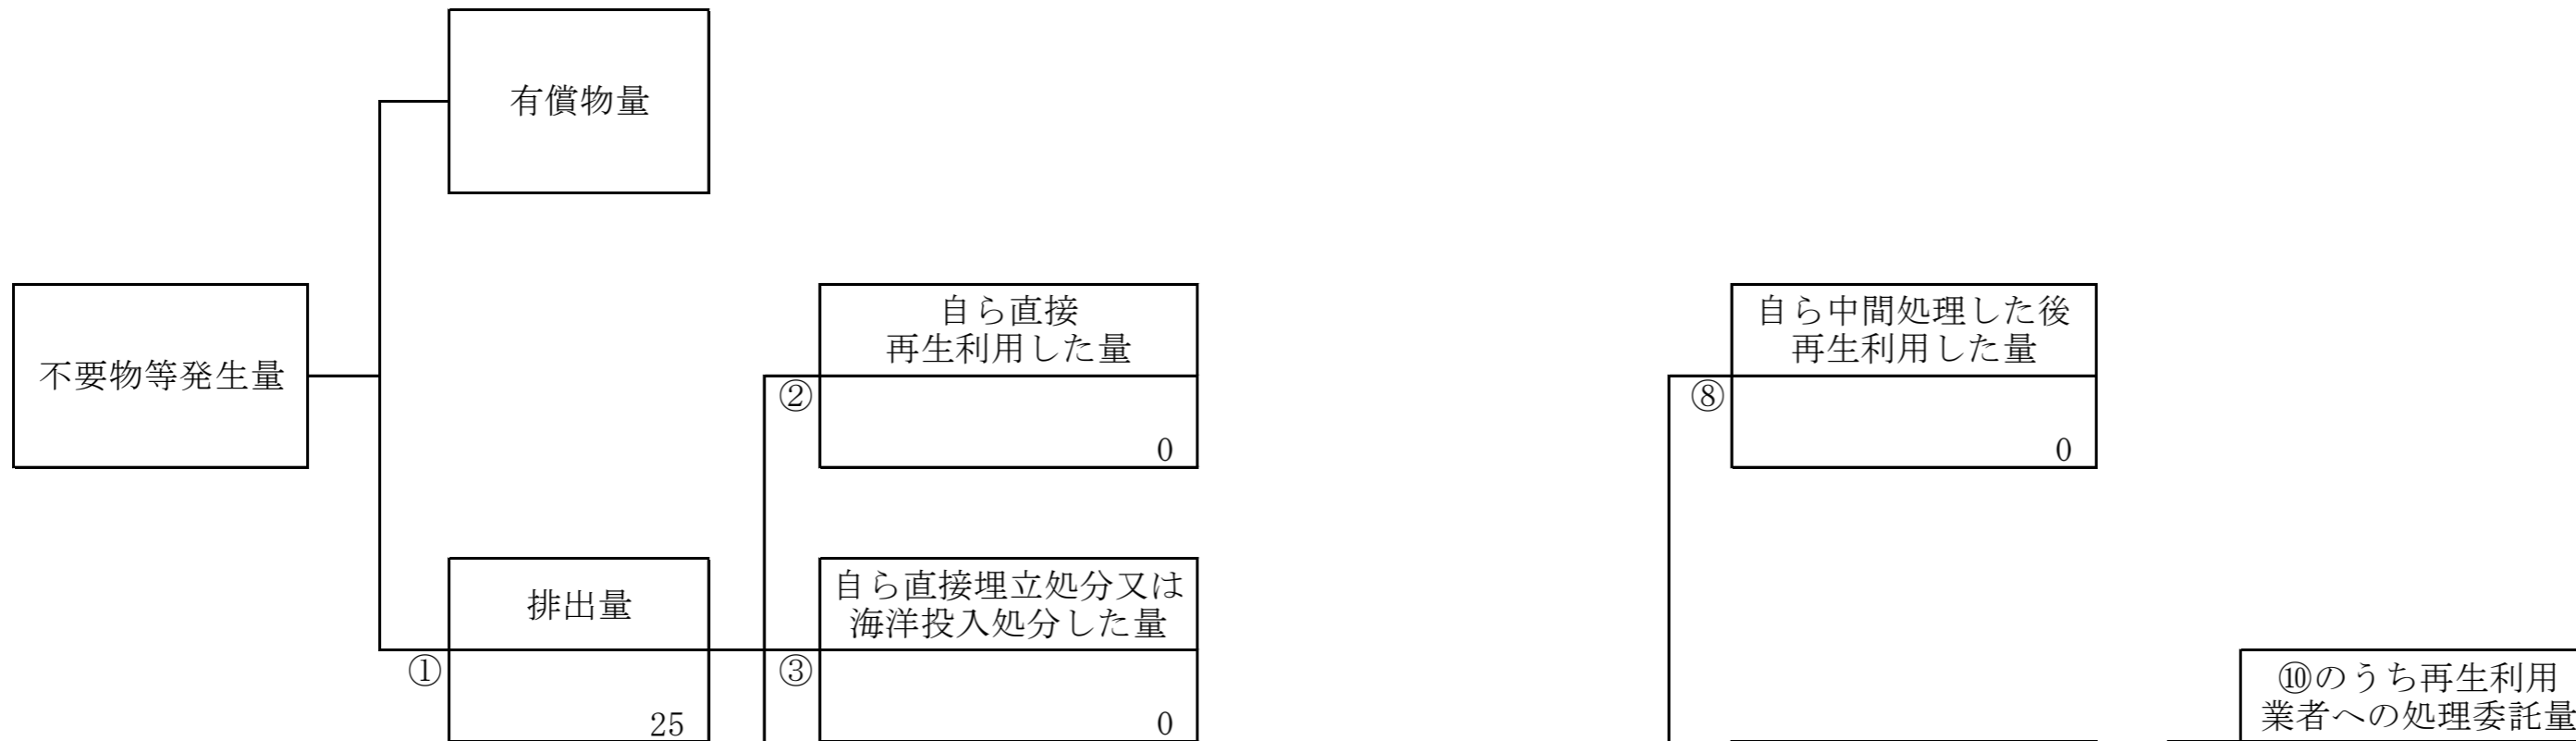 有償物量
不要物等発生量
自ら直接
再生利用した量
②
0
自ら中間処理した後
再生利用した量
⑧
0
排出量
①
25
自ら直接埋立処分又は
海洋投入処分した量
③
0
⑩のうち再生利用
業者への処理委託量